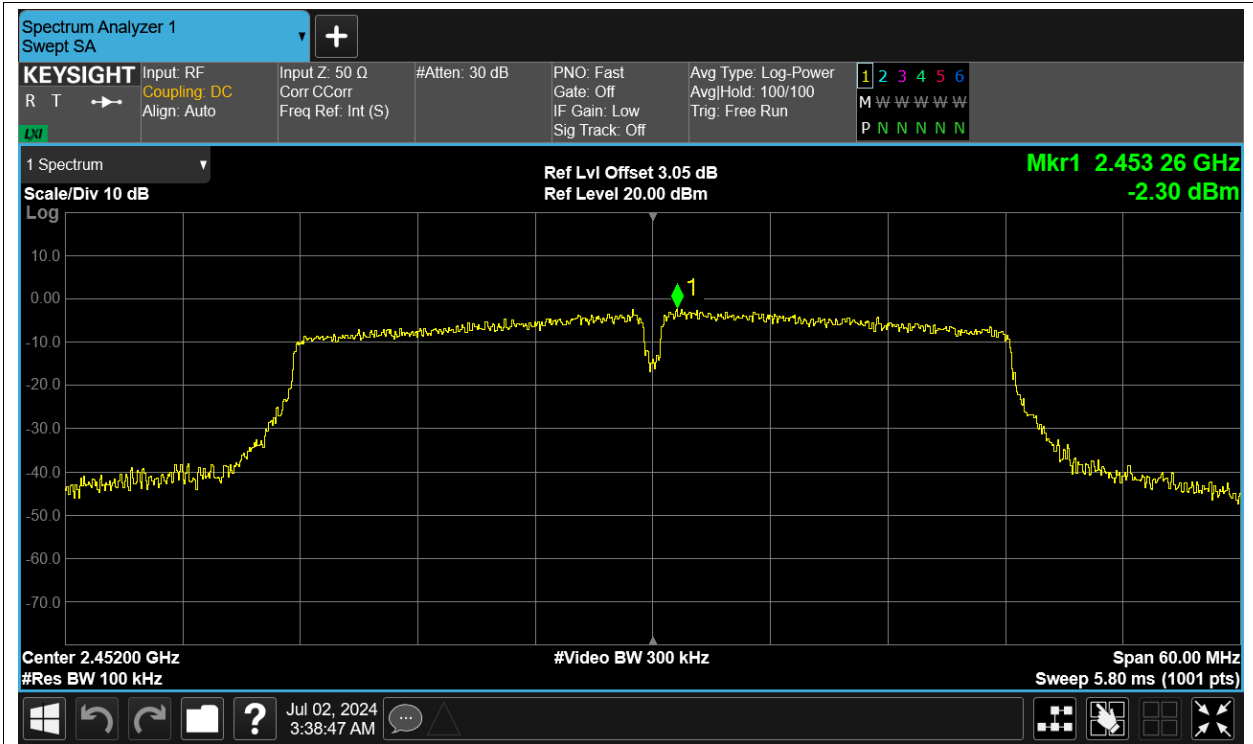 Spectrum Analyzer 1
Swept SA
KEYSIGHT
R T
LXI
Input: RF
Coupling: DC
Align: Auto
Input Z: 50 Ω
Corr CCorr
Freq Ref: Int (S)
#Atten: 30 dB
PNO: Fast
Gate: Off
IF Gain: Low
Sig Track: Off
Avg Type: Log-Power
Avg|Hold: 100/100
Trig: Free Run
1 2 3 4 5 6
M W W W W W
P N N N N N
1 Spectrum
Scale/Div 10 dB
Log
Ref Lvl Offset 3.05 dB
Ref Level 20.00 dBm
Mkr1 2.453 26 GHz
-2.30 dBm
1
10.0
0.00
-10.0
-20.0
-30.0
-40.0
-50.0
-60.0
-70.0
Center 2.45200 GHz
#Res BW 100 kHz
#Video BW 300 kHz
Span 60.00 MHz
Sweep 5.80 ms (1001 pts)
?
Jul 02, 2024
3:38:47 AM